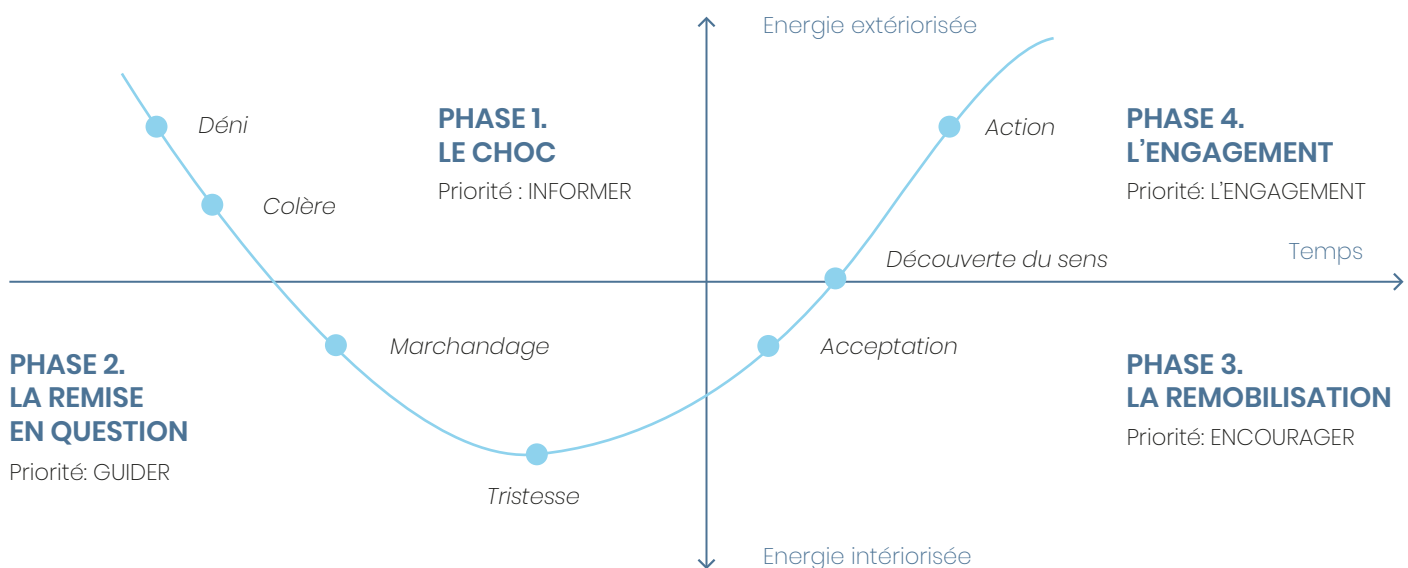 Energie extériorisée
Déni
PHASE 1.
LE CHOC
Priorité : INFORMER
Colère
Action
PHASE 4.
L’ENGAGEMENT
Priorité: L’ENGAGEMENT
Découverte du sens
Temps
Marchandage
Acceptation
PHASE 2.
LA REMISE
EN QUESTION
Priorité: GUIDER
PHASE 3.
LA REMOBILISATION
Priorité: ENCOURAGER
Tristesse
Energie intériorisée